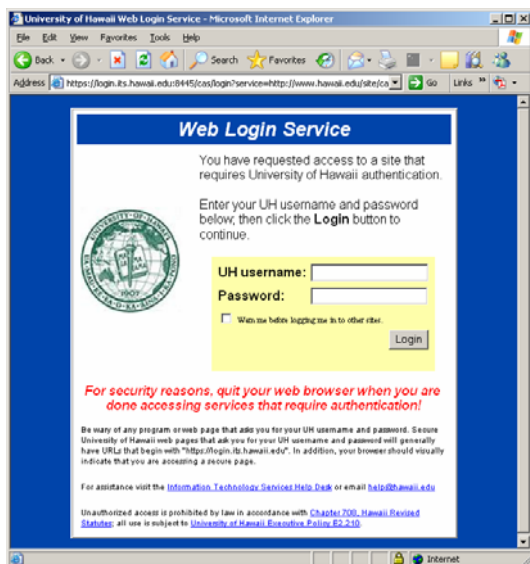 University of Hawaii Web Login Service - Microsoft Internet Explorer
File Edit View Favorites Tools Help
Back Search Favorites
Address https://login.its.hawaii.edu:8445/cas/login?service=http://www.hawaii.edu/site/ca Go Links »
Web Login Service
You have requested access to a site that
requires University of Hawaii authentication.
Enter your UH username and password
below; then click the Login button to
continue.
UNIVERSITY OF HAWAII
1907
UH username:
Password:
Warn me before logging me in to other sites.
Login
For security reasons, quit your web browser when you are
done accessing services that require authentication!
Be wary of any program or web page that asks you for your UH username and password. Secure
University of Hawaii web pages that ask you for your UH username and password will generally
have URLs that begin with "https://login.its.hawaii.edu". In addition, your browser should visually
indicate that you are accessing a secure page.
For assistance visit the Information Technology Services Help Desk or email help@hawaii.edu
Unauthorized access is prohibited by law in accordance with Chapter 708, Hawaii Revised
Statutes; all use is subject to University of Hawaii Executive Policy E2.210.
Internet